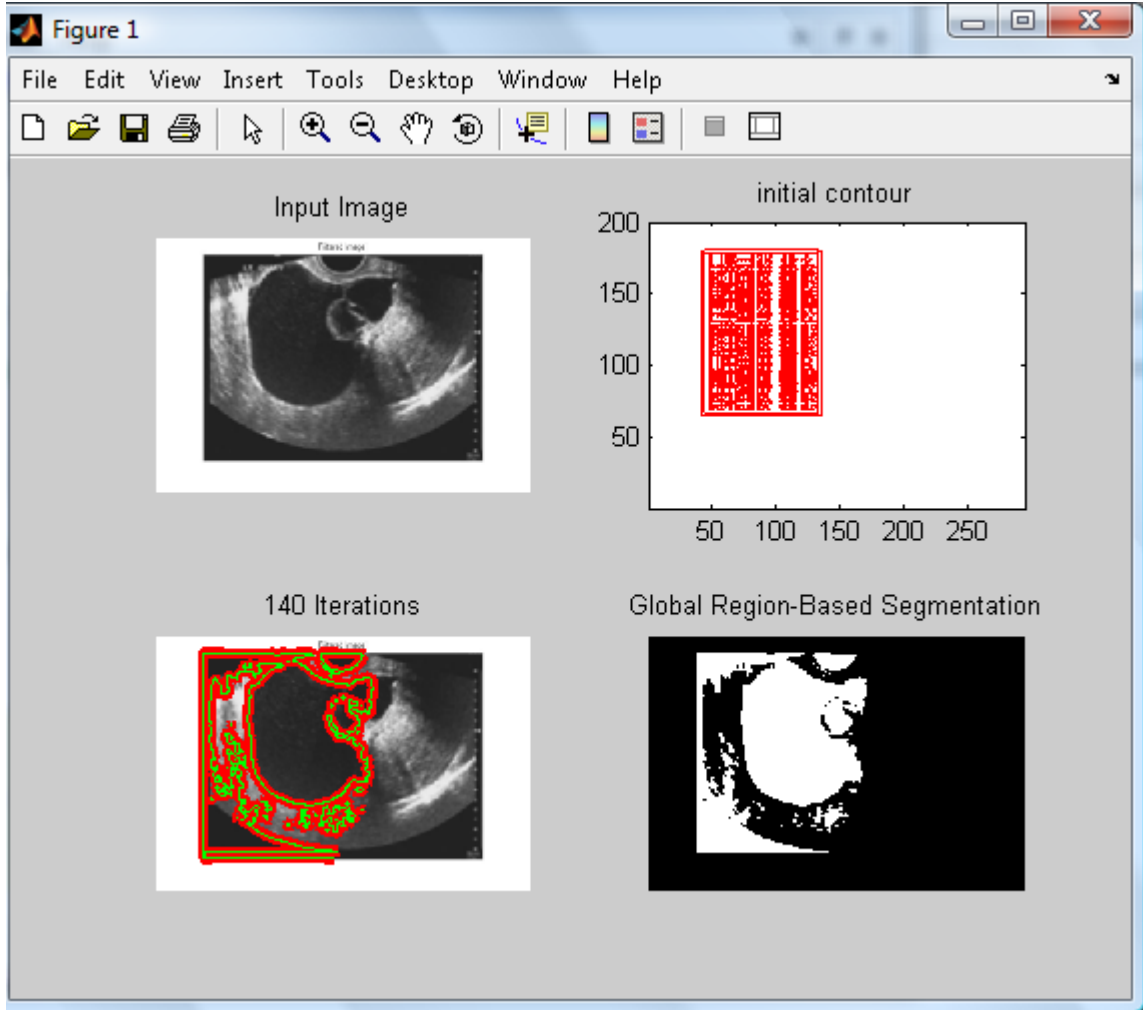 Figure 1
File Edit View Insert Tools Desktop Window Help
Input Image
initial contour
200
150
100
50
50 100 150 200 250
140 Iterations
Global Region-Based Segmentation